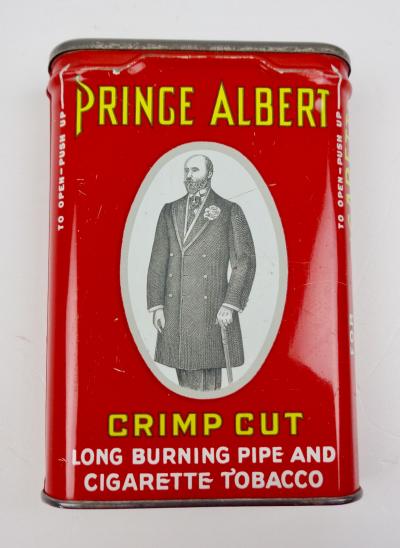 PRINCE ALBERT
TO OPEN—PUSH UP
TO OPEN—PUSH UP
CRIMP CUT
LONG BURNING PIPE AND
CIGARETTE TOBACCO